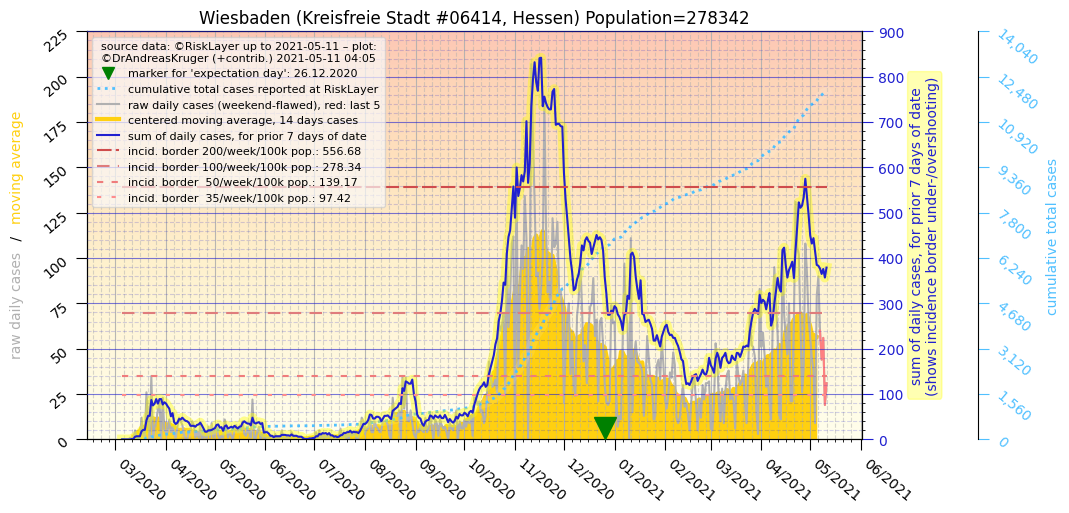 Wiesbaden (Kreisfreie Stadt #06414, Hessen) Population=278342
source data: ©RiskLayer up to 2021-05-11 – plot:
©DrAndreasKruger (+contrib.) 2021-05-11 04:05
marker for 'expectation day': 26.12.2020
cumulative total cases reported at RiskLayer
raw daily cases (weekend-flawed), red: last 5
centered moving average, 14 days cases
sum of daily cases, for prior 7 days of date
incid. border 200/week/100k pop.: 556.68
incid. border 100/week/100k pop.: 278.34
incid. border  50/week/100k pop.: 139.17
incid. border  35/week/100k pop.: 97.42
raw daily cases / moving average
225
200
175
150
125
100
75
50
25
0
03/2020
04/2020
05/2020
06/2020
07/2020
08/2020
09/2020
10/2020
11/2020
12/2020
01/2021
02/2021
03/2021
04/2021
05/2021
06/2021
900
800
700
600
500
400
300
200
100
0
sum of daily cases, for prior 7 days of date
(shows incidence border under-/overshooting)
14,040
12,480
10,920
9,360
7,800
6,240
4,680
3,120
1,560
0
cumulative total cases